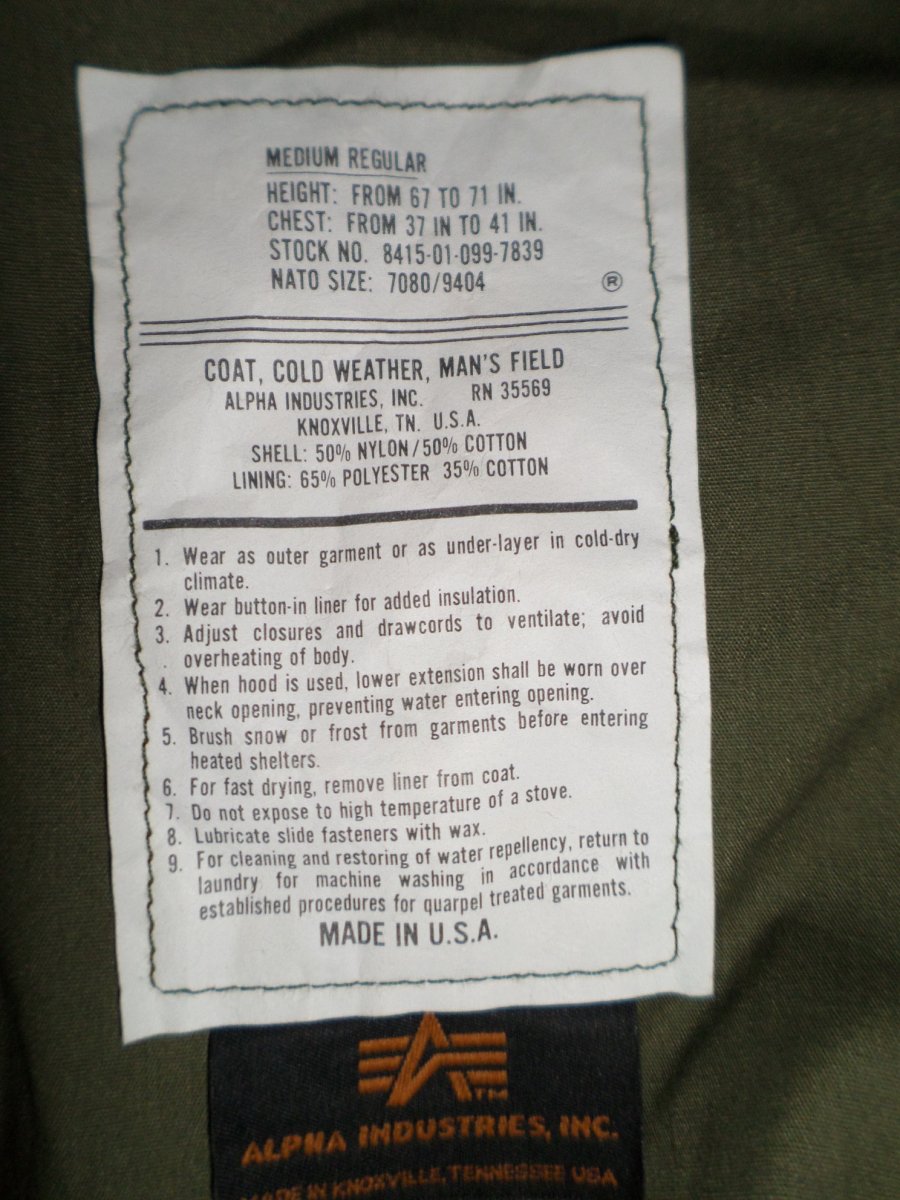 MEDIUM REGULAR
HEIGHT: FROM 67 TO 71 IN.
CHEST: FROM 37 IN TO 41 IN.
STOCK NO. 8415-01-099-7839
NATO SIZE: 7080/9404 ®
COAT, COLD WEATHER, MAN'S FIELD
ALPHA INDUSTRIES, INC. RN 35569
KNOXVILLE, TN. U.S.A.
SHELL: 50% NYLON/50% COTTON
LINING: 65% POLYESTER 35% COTTON
1. Wear as outer garment or as under-layer in cold-dry
climate.
2. Wear button-in liner for added insulation.
3. Adjust closures and drawcords to ventilate; avoid
overheating of body.
4. When hood is used, lower extension shall be worn over
neck opening, preventing water entering opening.
5. Brush snow or frost from garments before entering
heated shelters.
6. For fast drying, remove liner from coat.
7. Do not expose to high temperature of a stove.
8. Lubricate slide fasteners with wax.
9. For cleaning and restoring of water repellency, return to
laundry for machine washing in accordance with
established procedures for quarpel treated garments.
MADE IN U.S.A.
TM
ALPHA INDUSTRIES, INC.
MADE IN KNOXVILLE, TENNESSEE USA